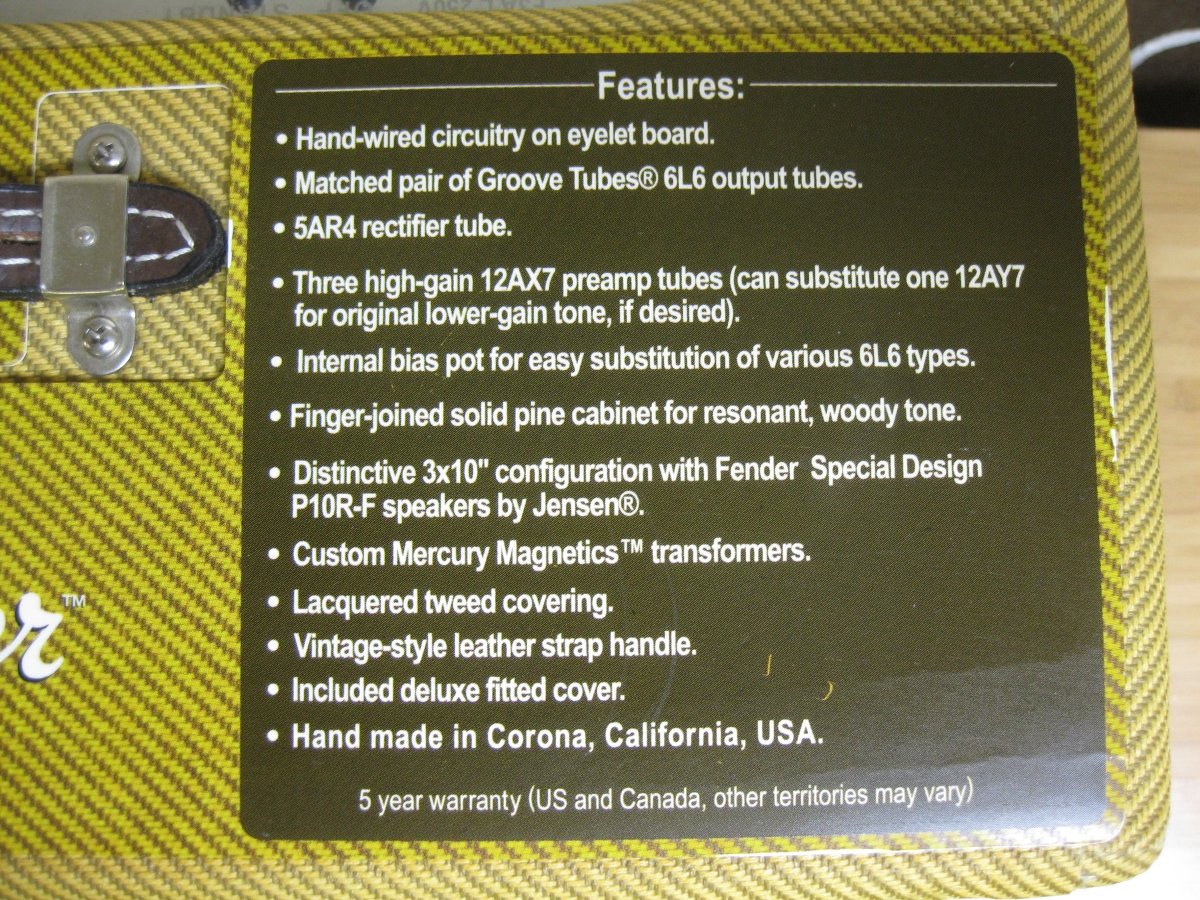 Features:
• Hand-wired circuitry on eyelet board.
• Matched pair of Groove Tubes® 6L6 output tubes.
• 5AR4 rectifier tube.
• Three high-gain 12AX7 preamp tubes (can substitute one 12AY7
for original lower-gain tone, if desired).
• Internal bias pot for easy substitution of various 6L6 types.
• Finger-joined solid pine cabinet for resonant, woody tone.
• Distinctive 3x10" configuration with Fender Special Design
P10R-F speakers by Jensen®.
• Custom Mercury Magnetics™ transformers.
• Lacquered tweed covering.
• Vintage-style leather strap handle.
• Included deluxe fitted cover.
• Hand made in Corona, California, USA.
5 year warranty (US and Canada, other territories may vary)
er™